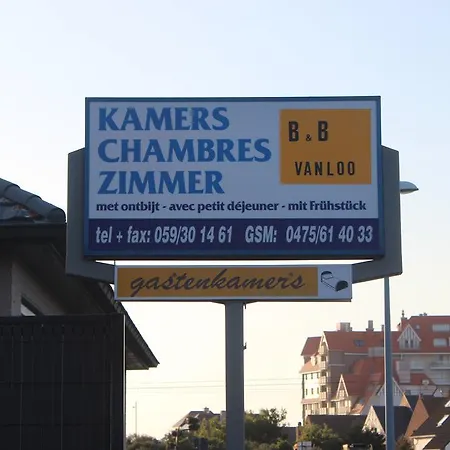 KAMERS
CHAMBRES
ZIMMER
B & B
VANLOO
met ontbijt - avec petit déjeuner - mit Frühstück
tel + fax: 059/30 14 61 GSM: 0475/61 40 33
gastenkamer's